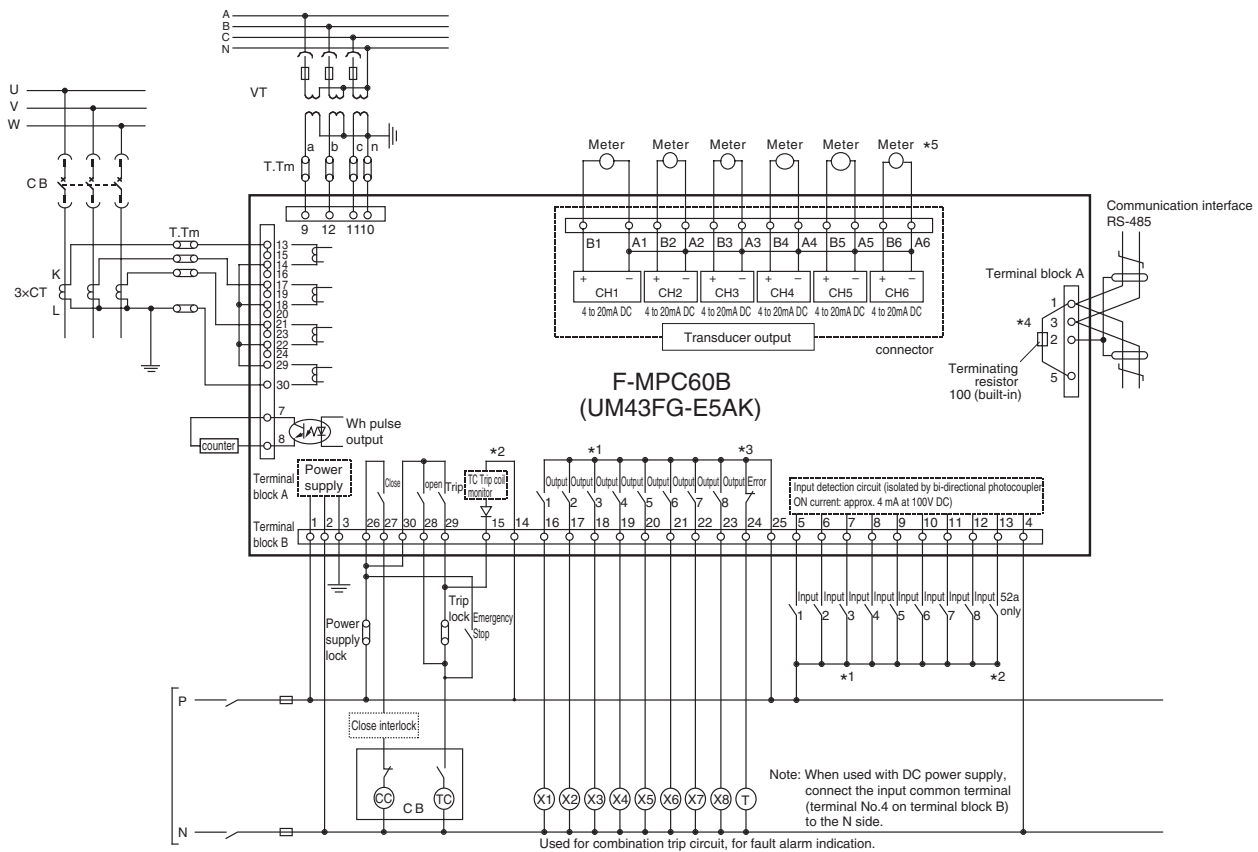 A
B
C
N
VT
U
V
W
CB
a b c n
T.Tm
9 12 11 10
T.Tm
K
3×CT
L
13
15
14
16
17
19
18
20
21
23
22
24
29
30
7
8
counter
Wh pulse
output
Meter Meter Meter Meter Meter Meter *5
B1 A1 B2 A2 B3 A3 B4 A4 B5 A5 B6 A6
+ − + − + − + − + − + −
CH1 CH2 CH3 CH4 CH5 CH6
4 to 20mA DC 4 to 20mA DC 4 to 20mA DC 4 to 20mA DC 4 to 20mA DC 4 to 20mA DC
Transducer output
connector
Communication interface
RS-485
Terminal block A
1
3
2
5
*4
Terminating
resistor
100 (built-in)
F-MPC60B
(UM43FG-E5AK)
Terminal
block A
Power
supply
Close
open
Trip
*2
TC Trip coil
monitor
*1
*3
Output Output Output Output Output Output Output Output Error
1 2 3 4 5 6 7 8
Input detection circuit (isolated by bi-directional photocoupler
ON current: approx. 4 mA at 100V DC)
Terminal
block B
1 2 3 26 27 30 28 29 15 14 16 17 18 19 20 21 22 23 24 25 5 6 7 8 9 10 11 12 13 4
Power
supply
lock
Trip
lock
Emergency
Stop
Input Input Input Input Input Input Input Input 52a
only
1 2 3 4 5 6 7 8
*1
*2
P
Close interlock
CC
TC
CB
X1 X2 X3 X4 X5 X6 X7 X8 T
Note: When used with DC power supply,
connect the input common terminal
(terminal No.4 on terminal block B)
to the N side.
N
Used for combination trip circuit, for fault alarm indication.